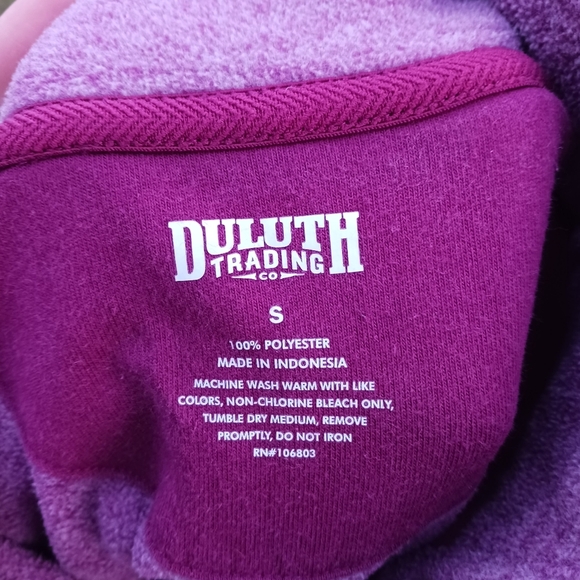 DULUTH
TRADING
CO
S
100% POLYESTER
MADE IN INDONESIA
MACHINE WASH WARM WITH LIKE
COLORS, NON-CHLORINE BLEACH ONLY,
TUMBLE DRY MEDIUM, REMOVE
PROMPTLY, DO NOT IRON
RN#106803